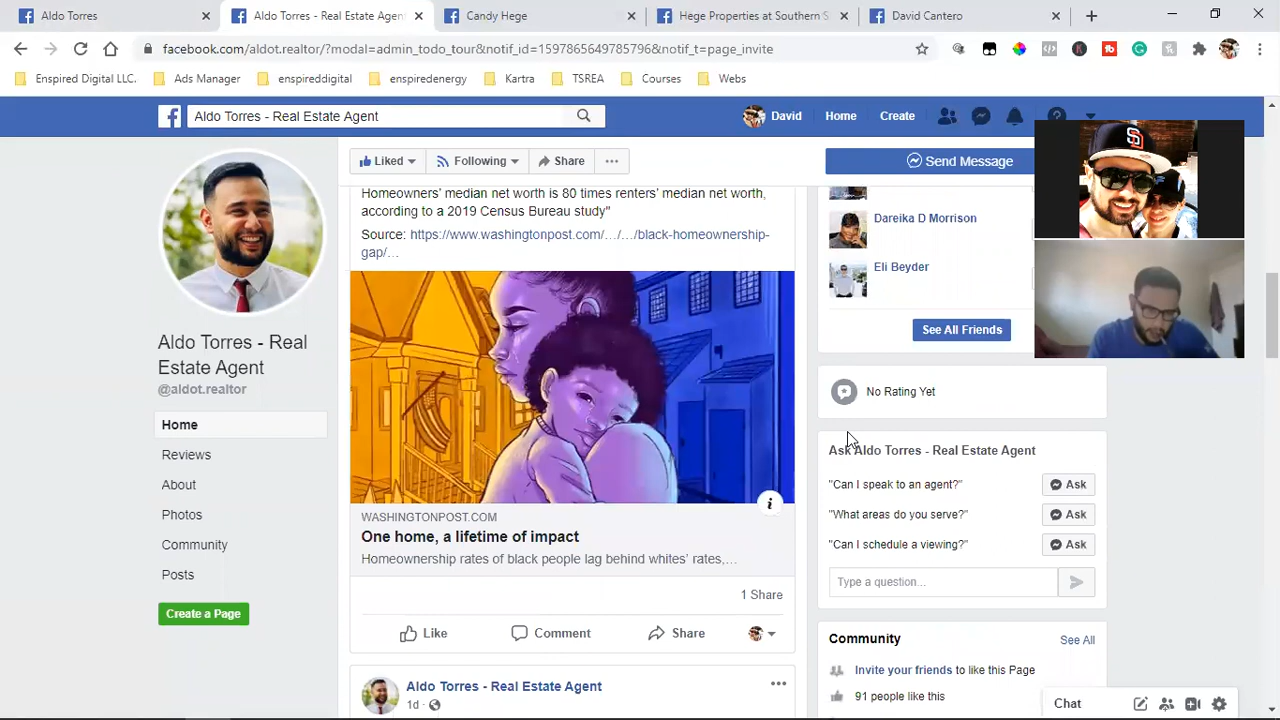 Aldo Torres
Aldo Torres - Real Estate Agen
Candy Hege
Hege Properties at Southern S
David Cantero
facebook.com/aldot.realtor/?modal=admin_todo_tour&notif_id=1597865649785796&notif_t=page_invite
Enspired Digital LLC.
Ads Manager
enspireddigital
enspiredenergy
Kartra
TSREA
Courses
Webs
Aldo Torres - Real Estate Agent
David
Home
Create
Liked
Following
Share
Send Message
Aldo Torres - Real
Estate Agent
@aldot.realtor
Home
Reviews
About
Photos
Community
Posts
Create a Page
Homeowners' median net worth is 80 times renters' median net worth,
according to a 2019 Census Bureau study"
Source: https://www.washingtonpost.com/…/…/black-homeownership-
gap/…
WASHINGTONPOST.COM
One home, a lifetime of impact
Homeownership rates of black people lag behind whites' rates,…
1 Share
Like
Comment
Share
Aldo Torres - Real Estate Agent
1d
Dareika D Morrison
Eli Beyder
See All Friends
No Rating Yet
Ask Aldo Torres - Real Estate Agent
"Can I speak to an agent?"
Ask
"What areas do you serve?"
Ask
"Can I schedule a viewing?"
Ask
Type a question...
Community
See All
Invite your friends to like this Page
91 people like this
Chat